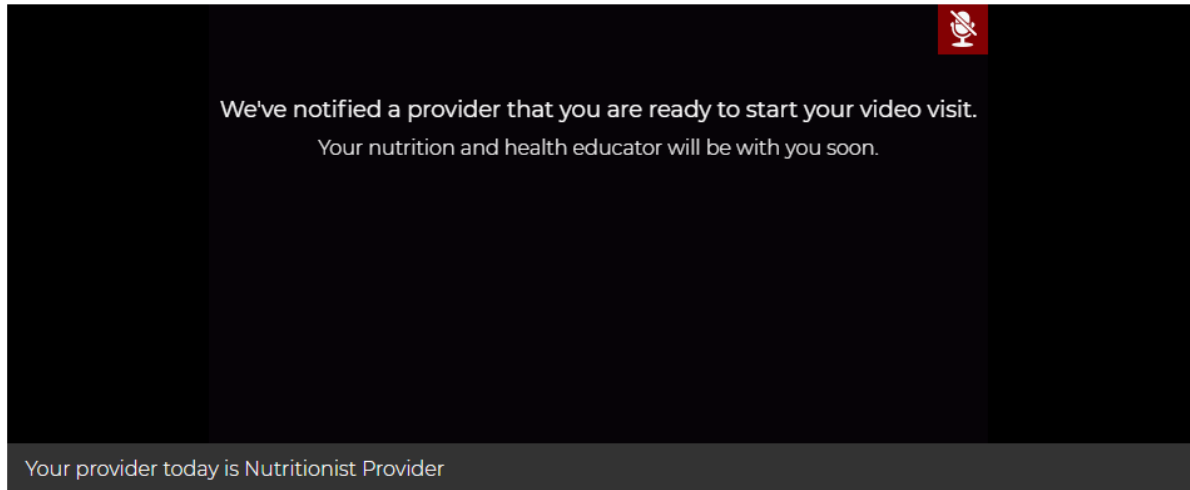 We've notified a provider that you are ready to start your video visit.
Your nutrition and health educator will be with you soon.
Your provider today is Nutritionist Provider